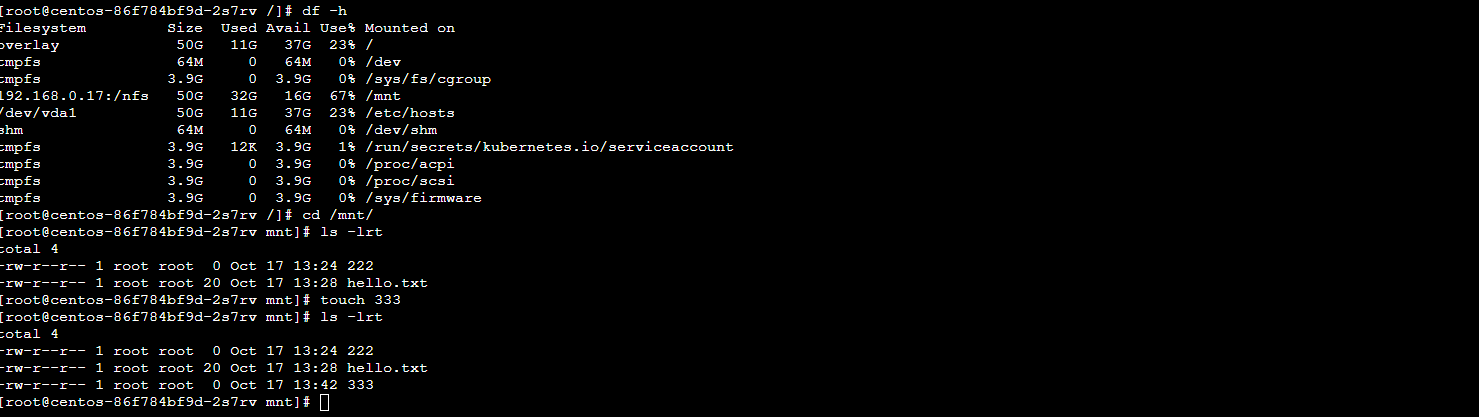 [root@centos-86f784bf9d-2s7rv /]# df -h
Filesystem         Size  Used Avail Use% Mounted on
overlay             50G   11G   37G  23% /
tmpfs               64M     0   64M   0% /dev
tmpfs              3.9G     0  3.9G   0% /sys/fs/cgroup
192.168.0.17:/nfs   50G   32G   16G  67% /mnt
/dev/vda1           50G   11G   37G  23% /etc/hosts
shm                 64M     0   64M   0% /dev/shm
tmpfs              3.9G   12K  3.9G   1% /run/secrets/kubernetes.io/serviceaccount
tmpfs              3.9G     0  3.9G   0% /proc/acpi
tmpfs              3.9G     0  3.9G   0% /proc/scsi
tmpfs              3.9G     0  3.9G   0% /sys/firmware
[root@centos-86f784bf9d-2s7rv /]# cd /mnt/
[root@centos-86f784bf9d-2s7rv mnt]# ls -lrt
total 4
-rw-r--r-- 1 root root  0 Oct 17 13:24 222
-rw-r--r-- 1 root root 20 Oct 17 13:28 hello.txt
[root@centos-86f784bf9d-2s7rv mnt]# touch 333
[root@centos-86f784bf9d-2s7rv mnt]# ls -lrt
total 4
-rw-r--r-- 1 root root  0 Oct 17 13:24 222
-rw-r--r-- 1 root root 20 Oct 17 13:28 hello.txt
-rw-r--r-- 1 root root  0 Oct 17 13:42 333
[root@centos-86f784bf9d-2s7rv mnt]#